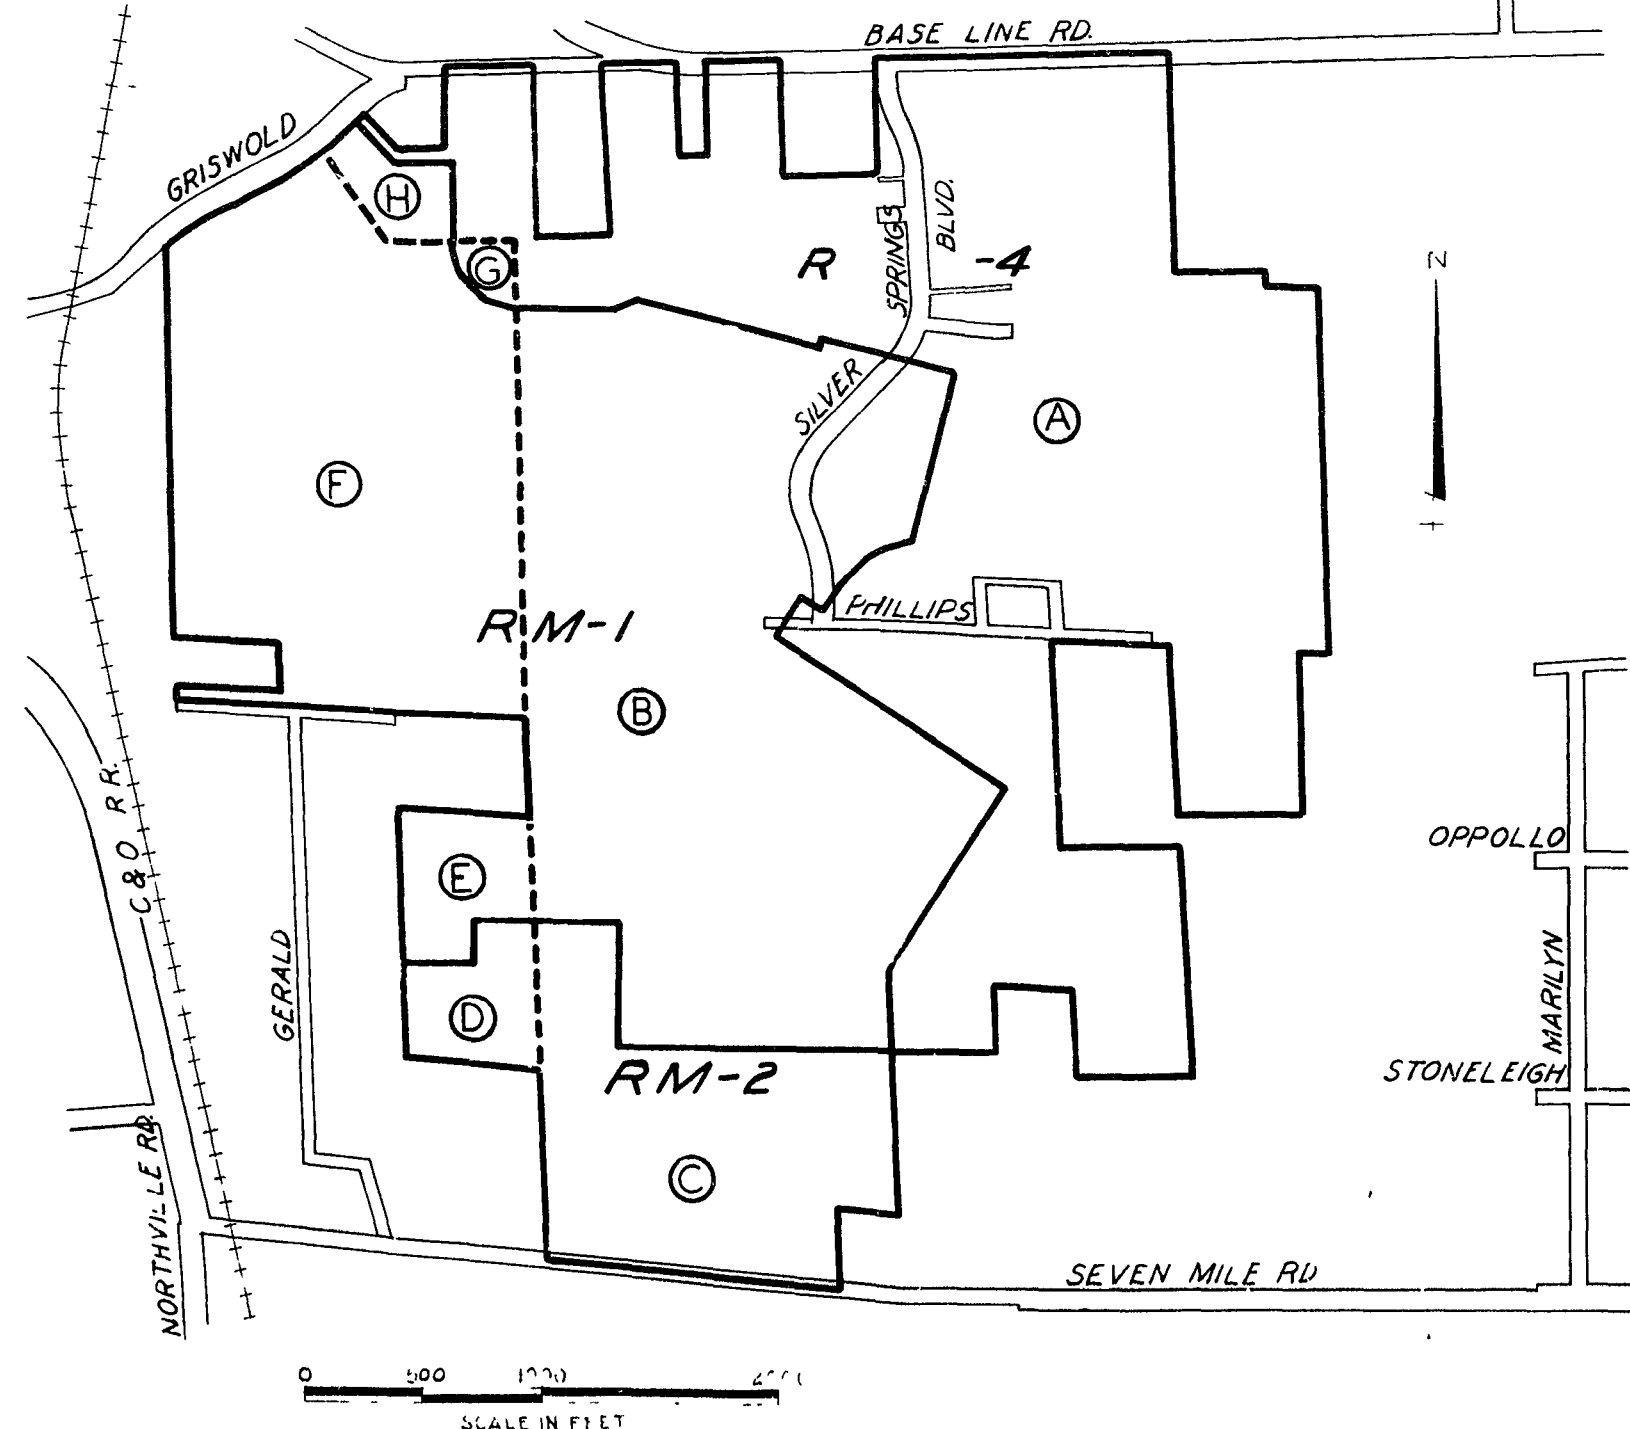 BASE LINE RD.
GRISWOLD
H
G
R -4
SPRINGS
BLVD.
N
SILVER
A
F
PHILLIPS
RM-1
B
C & O R R.
OPPOLLO
E
GERALD
MARILYN
D
RM-2
STONELEIGH
C
NORTHVILLE RD.
SEVEN MILE RD
0 500 1000
SCALE IN FEET